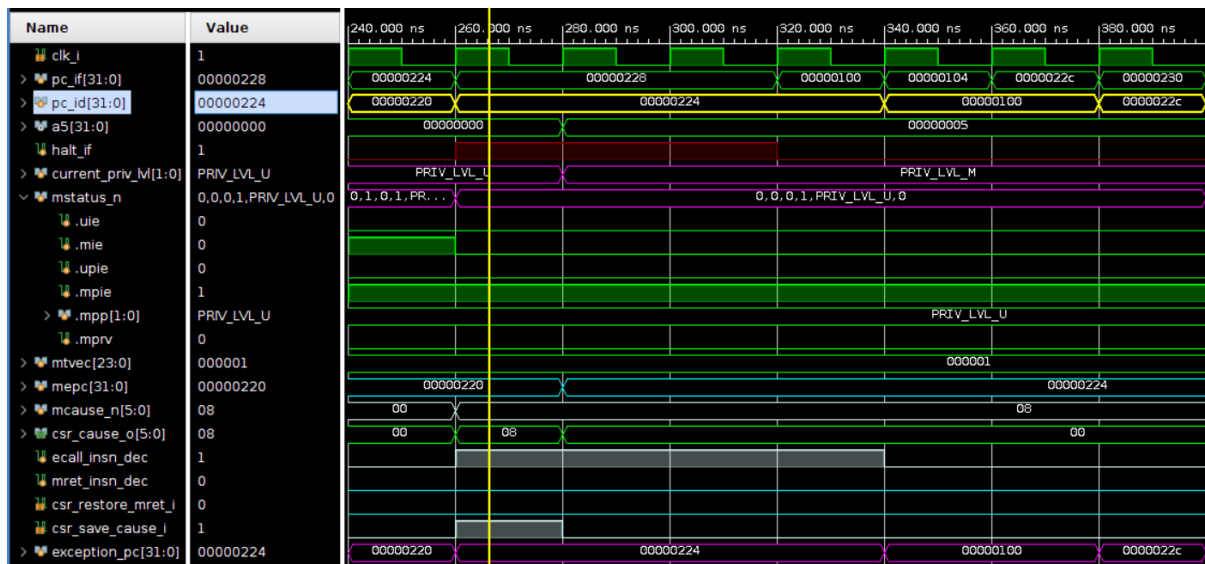 Name Value |240.000 ns |260.000 ns |280.000 ns |300.000 ns |320.000 ns |340.000 ns |360.000 ns |380.000 ns
clk_i 1
pc_if[31:0] 00000228 00000224 00000228 00000100 00000104 0000022c 00000230
pc_id[31:0] 00000224 00000220 00000224 00000100 0000022c
a5[31:0] 00000000 00000000 00000005
halt_if 1
current_priv_lvl[1:0] PRIV_LVL_U PRIV_LVL_U PRIV_LVL_M
mstatus_n 0,0,0,1,PRIV_LVL_U,0 0,1,0,1,PR... 0,0,0,1,PRIV_LVL_U,0
.uie 0
.mie 0
.upie 0
.mpie 1
.mpp[1:0] PRIV_LVL_U PRIV_LVL_U
.mprv 0
mtvec[23:0] 000001 000001
mepc[31:0] 00000220 00000220 00000224
mcause_n[5:0] 08 00 08
csr_cause_o[5:0] 08 00 08 00
ecall_insn_dec 1
mret_insn_dec 0
csr_restore_mret_i 0
csr_save_cause_i 1
exception_pc[31:0] 00000224 00000220 00000224 00000100 0000022c